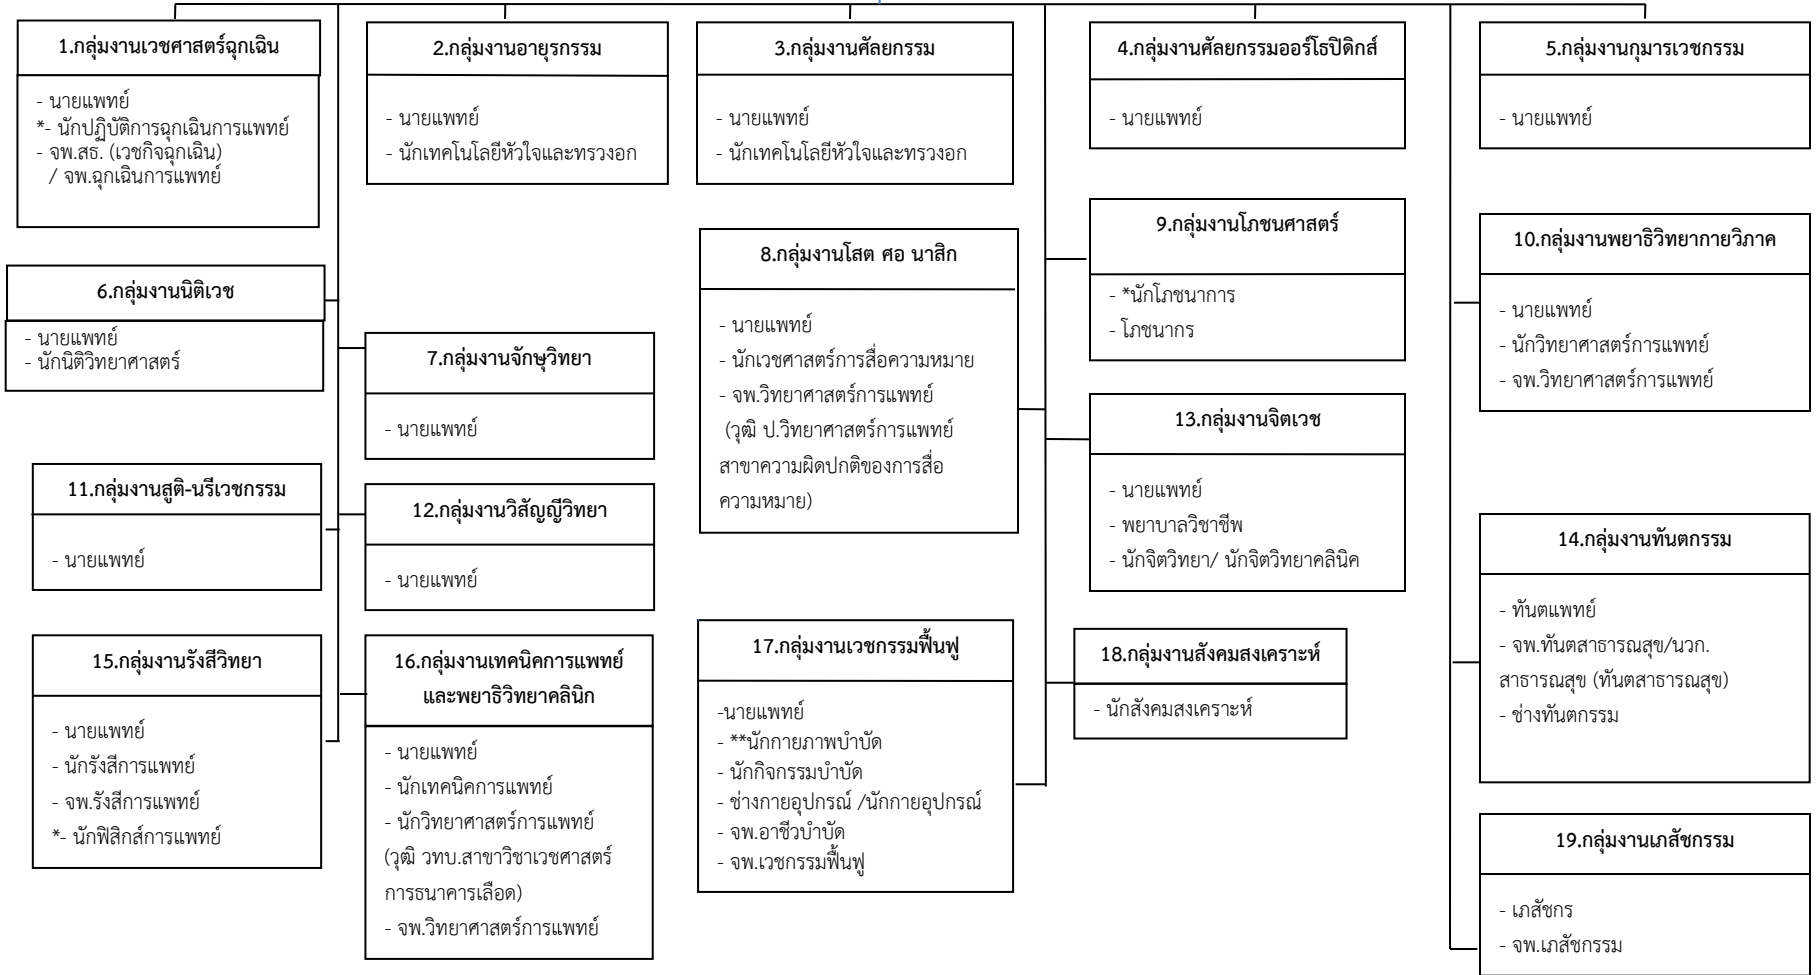 1.กลุ่มงานเวชศาสตร์ฉุกเฉิน
- นายแพทย์
*- นักปฏิบัติการฉุกเฉินการแพทย์
- จพ.สธ. (เวชกิจฉุกเฉิน)
/ จพ.ฉุกเฉินการแพทย์
2.กลุ่มงานอายุรกรรม
- นายแพทย์
- นักเทคโนโลยีหัวใจและทรวงอก
3.กลุ่มงานศัลยกรรม
- นายแพทย์
- นักเทคโนโลยีหัวใจและทรวงอก
4.กลุ่มงานศัลยกรรมออร์โธปิดิกส์
- นายแพทย์
5.กลุ่มงานกุมารเวชกรรม
- นายแพทย์
6.กลุ่มงานนิติเวช
- นายแพทย์
- นักนิติวิทยาศาสตร์
7.กลุ่มงานจักษุวิทยา
- นายแพทย์
8.กลุ่มงานโสต ศอ นาสิก
- นายแพทย์
- นักเวชศาสตร์การสื่อความหมาย
- จพ.วิทยาศาสตร์การแพทย์
(วุฒิ ป.วิทยาศาสตร์การแพทย์
สาขาความผิดปกติของการสื่อ
ความหมาย)
9.กลุ่มงานโภชนศาสตร์
- *นักโภชนาการ
- โภชนากร
10.กลุ่มงานพยาธิวิทยากายวิภาค
- นายแพทย์
- นักวิทยาศาสตร์การแพทย์
- จพ.วิทยาศาสตร์การแพทย์
11.กลุ่มงานสูติ-นรีเวชกรรม
- นายแพทย์
12.กลุ่มงานวิสัญญีวิทยา
- นายแพทย์
13.กลุ่มงานจิตเวช
- นายแพทย์
- พยาบาลวิชาชีพ
- นักจิตวิทยา/ นักจิตวิทยาคลินิค
14.กลุ่มงานทันตกรรม
- ทันตแพทย์
- จพ.ทันตสาธารณสุข/นวก.
สาธารณสุข (ทันตสาธารณสุข)
- ช่างทันตกรรม
15.กลุ่มงานรังสีวิทยา
- นายแพทย์
- นักรังสีการแพทย์
- จพ.รังสีการแพทย์
*- นักฟิสิกส์การแพทย์
16.กลุ่มงานเทคนิคการแพทย์
และพยาธิวิทยาคลินิก
- นายแพทย์
- นักเทคนิคการแพทย์
- นักวิทยาศาสตร์การแพทย์
(วุฒิ วทบ.สาขาวิชาเวชศาสตร์
การธนาคารเลือด)
- จพ.วิทยาศาสตร์การแพทย์
17.กลุ่มงานเวชกรรมฟื้นฟู
-นายแพทย์
- **นักกายภาพบำบัด
- นักกิจกรรมบำบัด
- ช่างกายอุปกรณ์ /นักกายอุปกรณ์
- จพ.อาชีวบำบัด
- จพ.เวชกรรมฟื้นฟู
18.กลุ่มงานสังคมสงเคราะห์
- นักสังคมสงเคราะห์
19.กลุ่มงานเภสัชกรรม
- เภสัชกร
- จพ.เภสัชกรรม